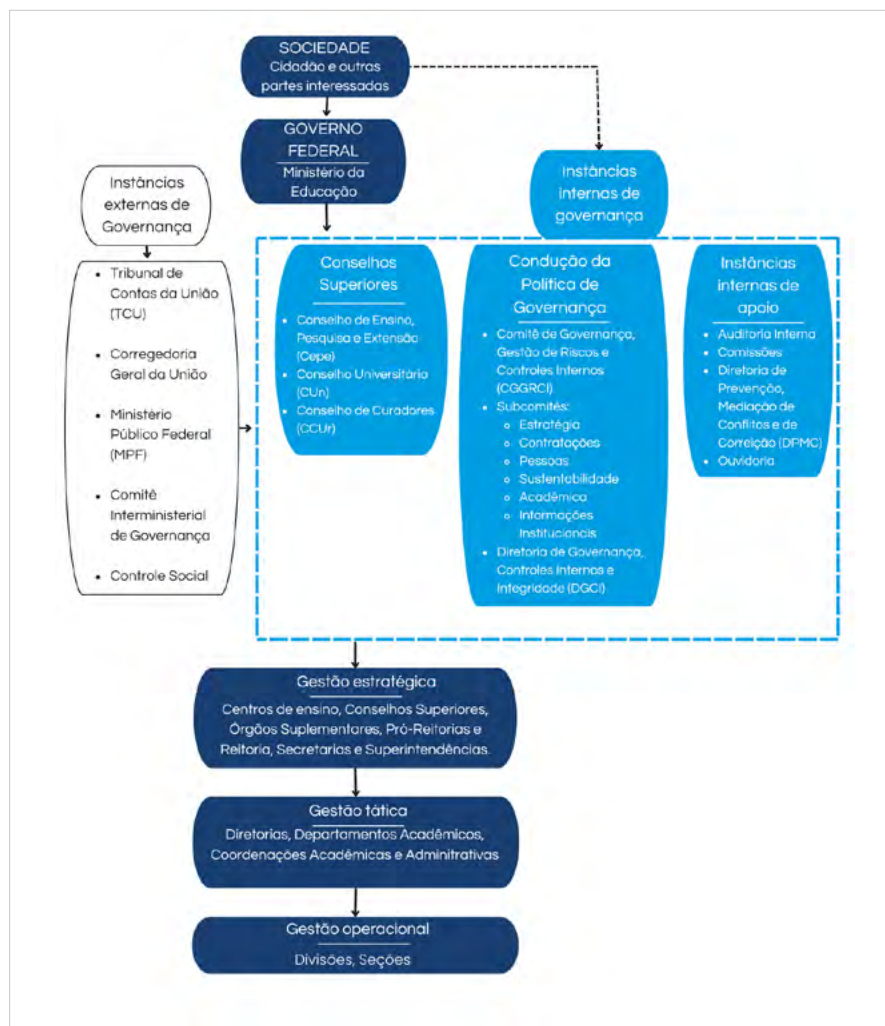 SOCIEDADE
Cidadão e outras
partes interessadas
GOVERNO
FEDERAL
Ministério da
Educação
Instâncias
externas de
Governança
Instâncias
internas de
governança
• Tribunal de
Contas da União
(TCU)
• Corregedoria
Geral da União
• Ministério
Público Federal
(MPF)
• Comitê
Interministerial
de Governança
• Controle Social
Conselhos
Superiores
• Conselho de Ensino,
Pesquisa e Extensão
(Cepe)
• Conselho Universitário
(CUn)
• Conselho de Curadores
(CCUr)
Condução da
Política de
Governança
• Comitê de Governança,
Gestão de Riscos e
Controles Internos
(CGGRCI)
• Subcomitês:
○ Estratégia
○ Contratações
○ Pessoas
○ Sustentabilidade
○ Acadêmica
○ Informações
Institucionais
• Diretoria de Governança,
Controles Internos e
Integridade (DGCI)
Instâncias
internas de
apoio
• Auditoria Interna
• Comissões
• Diretoria de
Prevenção,
Mediação de
Conflitos e de
Correição (DPMC)
• Ouvidoria
Gestão estratégica
Centros de ensino, Conselhos Superiores,
Órgãos Suplementares, Pró-Reitorias e
Reitoria, Secretarias e Superintendências.
Gestão tática
Diretorias, Departamentos Acadêmicos,
Coordenações Acadêmicas e Adminitrativas
Gestão operacional
Divisões, Seções